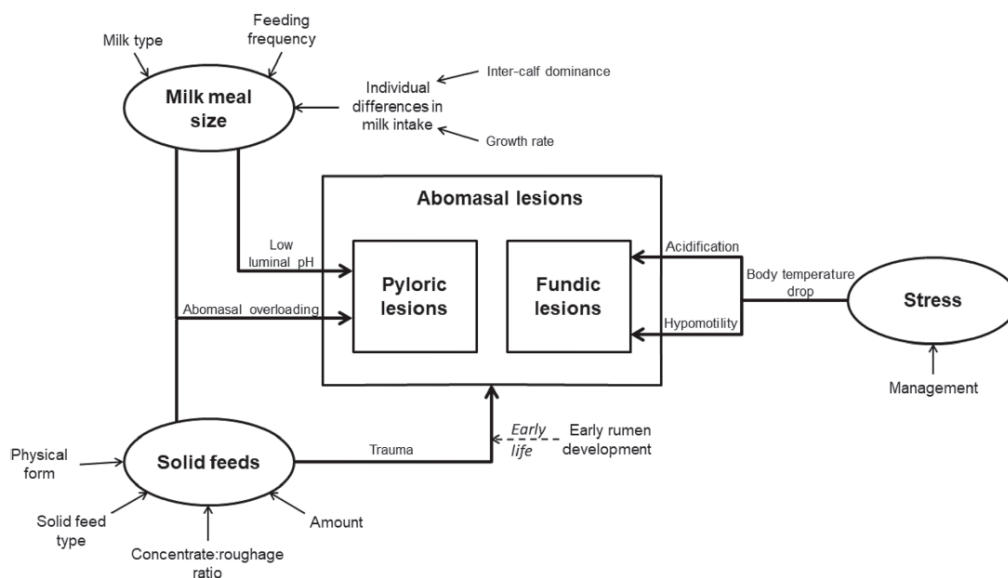 Milk type
Feeding
frequency
Milk meal
size
Individual
differences in
milk intake
Inter-calf dominance
Growth rate
Abomasal lesions
Low
luminal pH
Pyloric
lesions
Abomasal overloading
Fundic
lesions
Acidification
Hypomotility
Body temperature
drop
Stress
Management
Early
life
Early rumen
development
Trauma
Solid feeds
Physical
form
Solid feed
type
Concentrate:roughage
ratio
Amount